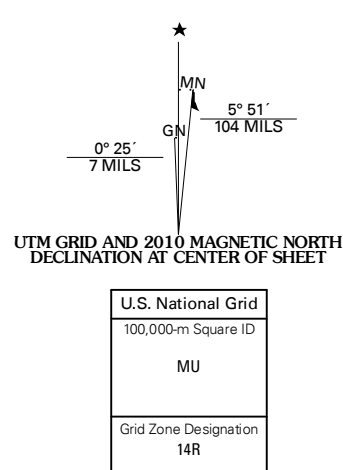 ★
MN
5° 51´
104 MILS
GN
0° 25´
7 MILS
UTM GRID AND 2010 MAGNETIC NORTH
DECLINATION AT CENTER OF SHEET
U.S. National Grid
100,000-m Square ID
MU
Grid Zone Designation
14R